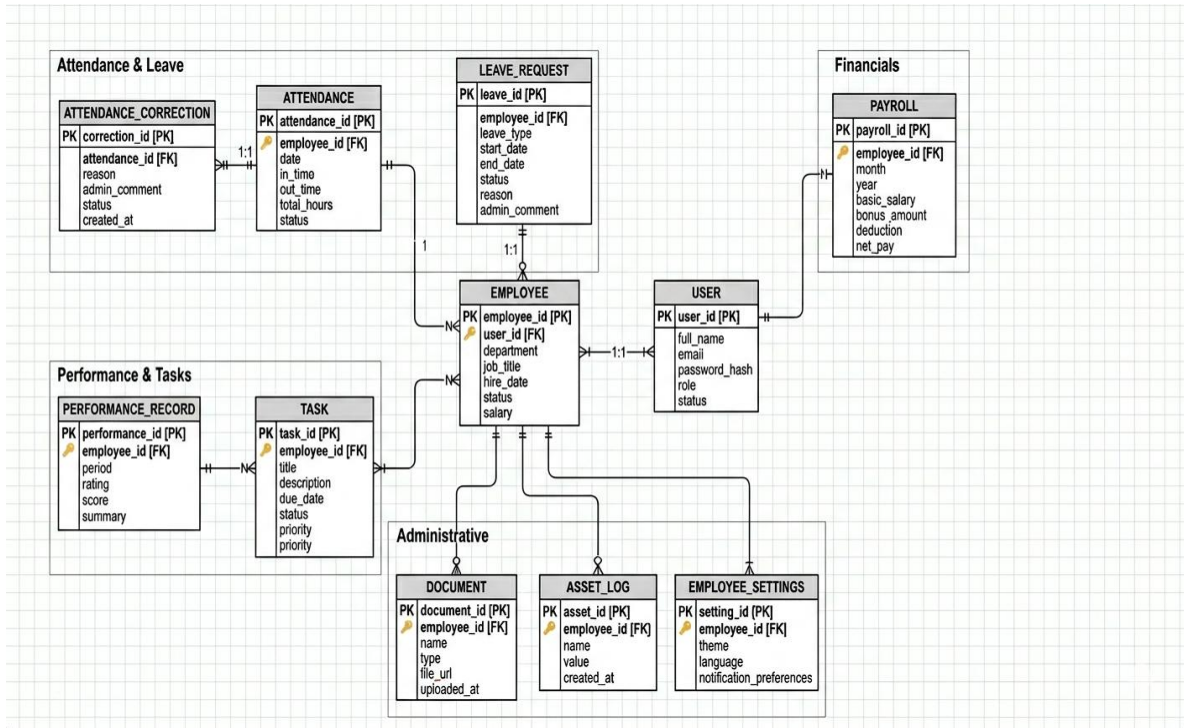 Attendance & Leave
ATTENDANCE_CORRECTION
PK correction_id [PK]
attendance_id [FK]
reason
admin_comment
status
created_at
1:1
ATTENDANCE
PK attendance_id [PK]
employee_id [FK]
date
in_timo
out_time
total_hours
status
LEAVE_REQUEST
PK leave_id [PK]
employee_id [FK]
leave_type
start_date
end_date
status
reason
admin_comment
1
1:1
Financials
PAYROLL
PK payroll_id [PK]
employee_id [FK]
month
year
basic_salary
bonus_amount
deduction
net_pay
N
EMPLOYEE
PK employee_id [PK]
user_id [FK]
department
job_title
hire_date
status
salary
N
N
1:1
USER
PK user_id [PK]
full_name
email
password_hash
role
status
Performance & Tasks
PERFORMANCE_RECORD
PK performance_id [PK]
employee_id [FK]
period
rating
score
summary
N
TASK
PK task_id [PK]
employee_id [FK]
title
description
due_date
status
priority
priority
Administrative
DOCUMENT
PK document_id [PK]
employee_id [FK]
name
type
file_url
uploaded_at
ASSET_LOG
PK asset_id [PK]
employee_id [FK]
name
value
created_at
EMPLOYEE_SETTINGS
PK setting_id [PK]
employee_id [FK]
theme
language
notification_preferences